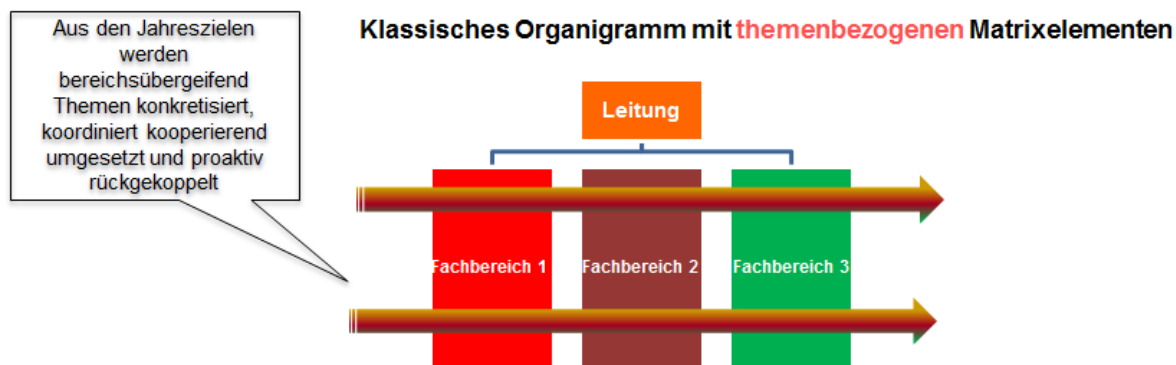 Aus den Jahreszielen
werden
bereichsübergeifend
Themen konkretisiert,
koordiniert kooperierend
umgesetzt und proaktiv
rückgekoppelt
Klassisches Organigramm mit themenbezogenen Matrixelementen
Leitung
Fachbereich 1
Fachbereich 2
Fachbereich 3